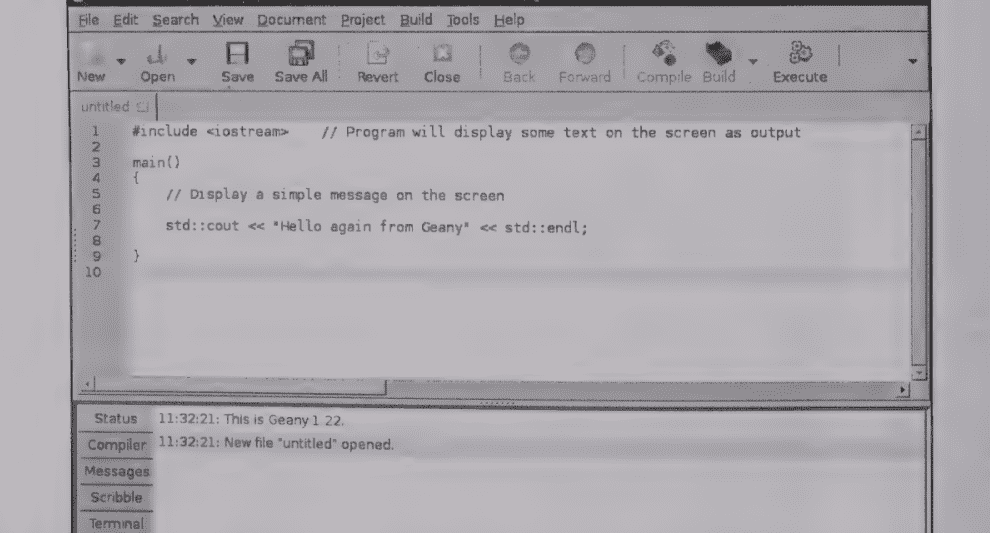 File Edit Search View Document Project Build Tools Help
New Open Save Save All Revert Close Back Forward Compile Build Execute
untitled
1 #include <iostream> // Program will display some text on the screen as output
2
3 main()
4 {
5 // Display a simple message on the screen
6
7 std::cout << "Hello again from Geany" << std::endl;
8
9 }
10
Status 11:32:21: This is Geany 1 22.
Compiler 11:32:21: New file "untitled" opened.
Messages
Scribble
Terminal